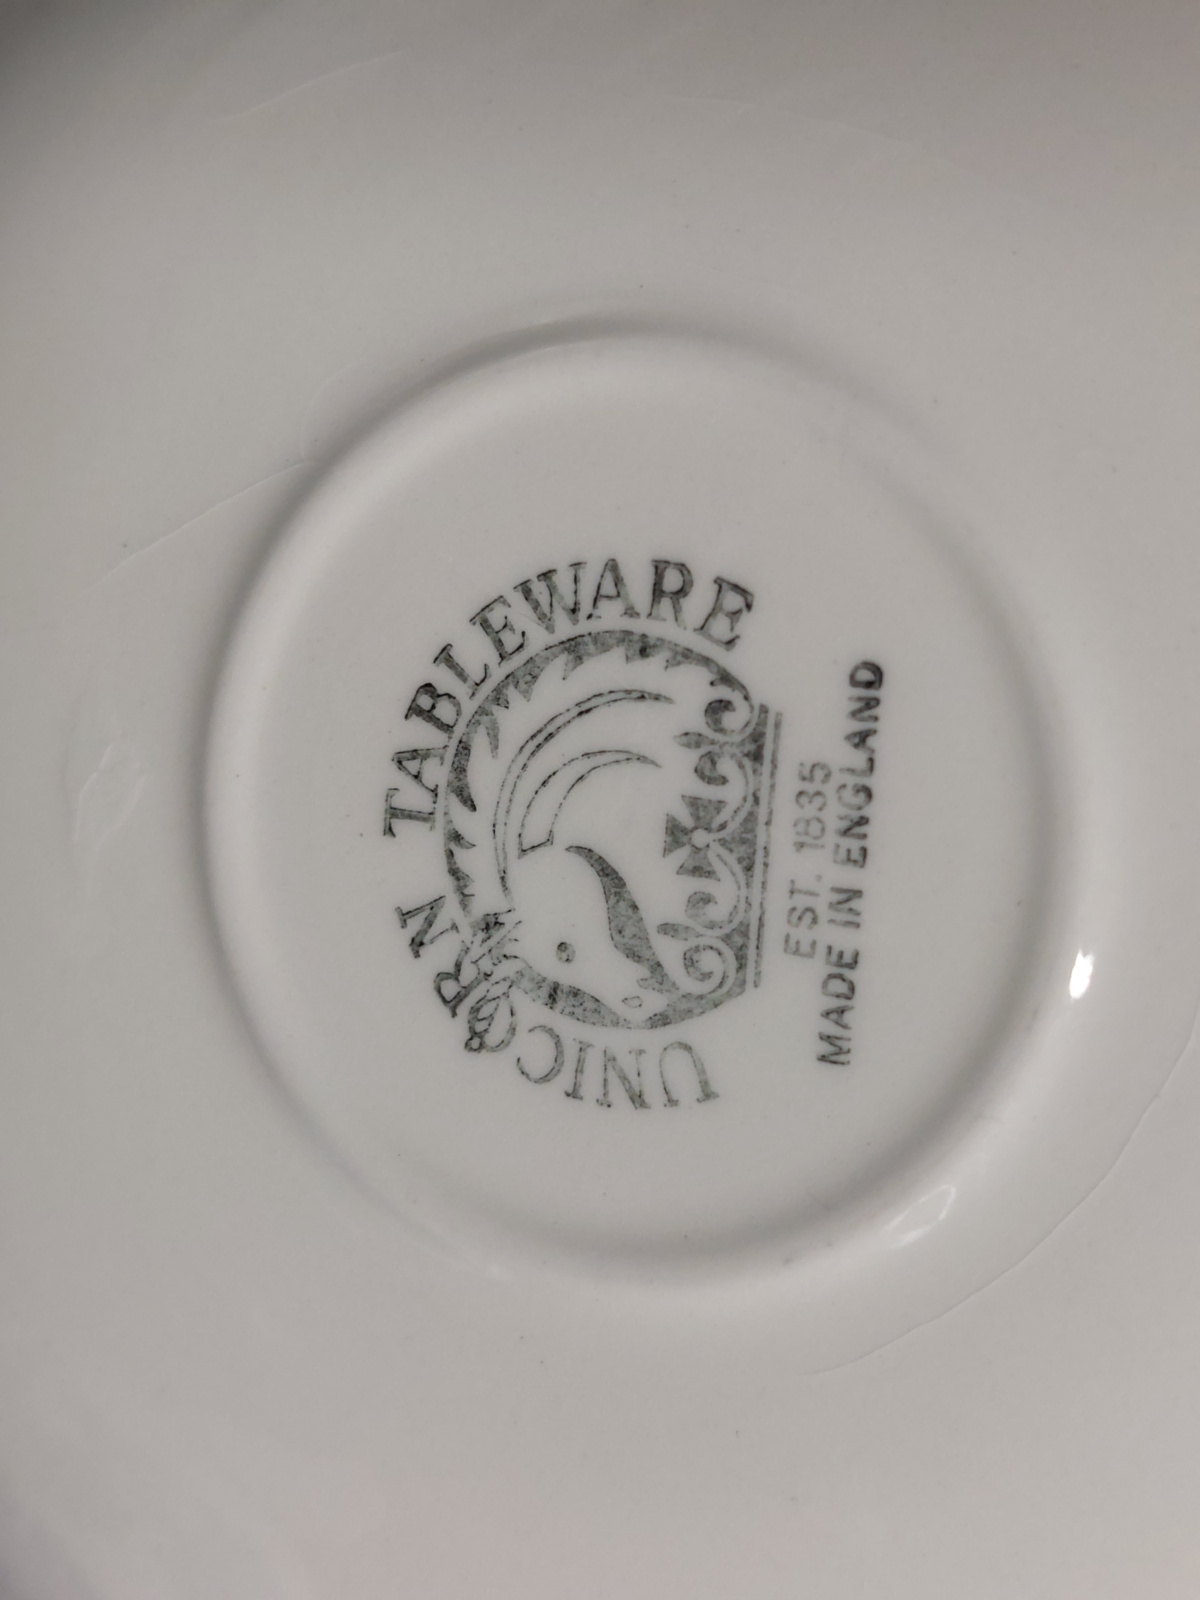 UNICORN TABLEWARE
EST. 1835
MADE IN ENGLAND